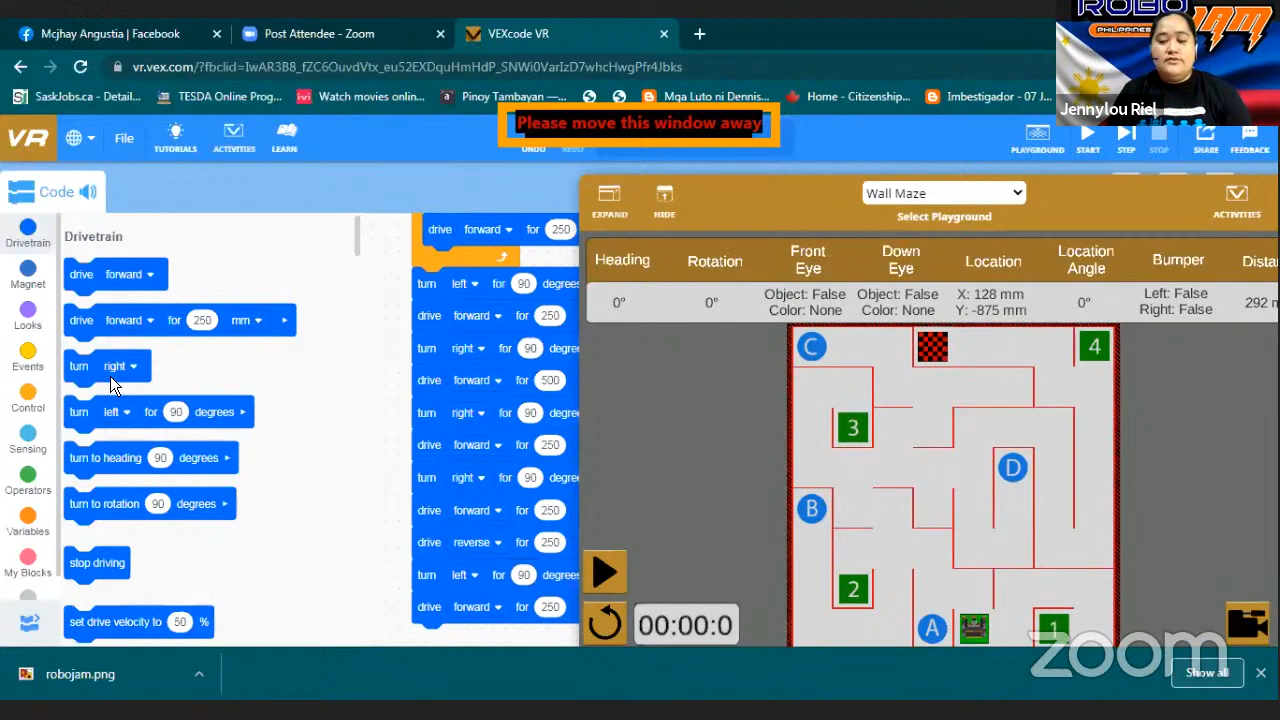 Mcjhay Angustia | Facebook
Post Attendee - Zoom
VEXcode VR
vr.vex.com/?fbclid=IwAR3B8_fZC6OuvdVtx_eu52EXDquHmHdP_SNWi0VarIzD7whcHwgPfr4Jbks
SaskJobs.ca - Detail...
TESDA Online Prog...
Watch movies onlin...
Pinoy Tambayan —...
Mga Luto ni Dennis...
Home - Citizenship...
Imbestigador - 07 J...
ROBO
JAM
PHILIPPINES
Jennylou Riel
Please move this window away
VR
File
TUTORIALS
ACTIVITIES
LEARN
UNDO
REDO
PLAYGROUND
START
STEP
STOP
SHARE
FEEDBACK
Code
Drivetrain
Magnet
Looks
Events
Control
Sensing
Operators
Variables
My Blocks
Drivetrain
drive forward
drive forward for 250 mm
turn right
turn left for 90 degrees
turn to heading 90 degrees
turn to rotation 90 degrees
stop driving
set drive velocity to 50 %
drive forward for 250
turn left for 90 degrees
drive forward for 250
turn right for 90 degrees
drive forward for 500
turn right for 90 degrees
drive forward for 250
turn right for 90 degrees
drive forward for 250
drive reverse for 250
turn left for 90 degrees
drive forward for 250
EXPAND
HIDE
Wall Maze
Select Playground
ACTIVITIES
Heading
Rotation
Front Eye
Down Eye
Location
Location Angle
Bumper
Distan
0°
0°
Object: False
Color: None
Object: False
Color: None
X: 128 mm
Y: -875 mm
0°
Left: False
Right: False
292 m
C
4
3
D
B
2
A
1
00:00:0
zoom
robojam.png
Show all